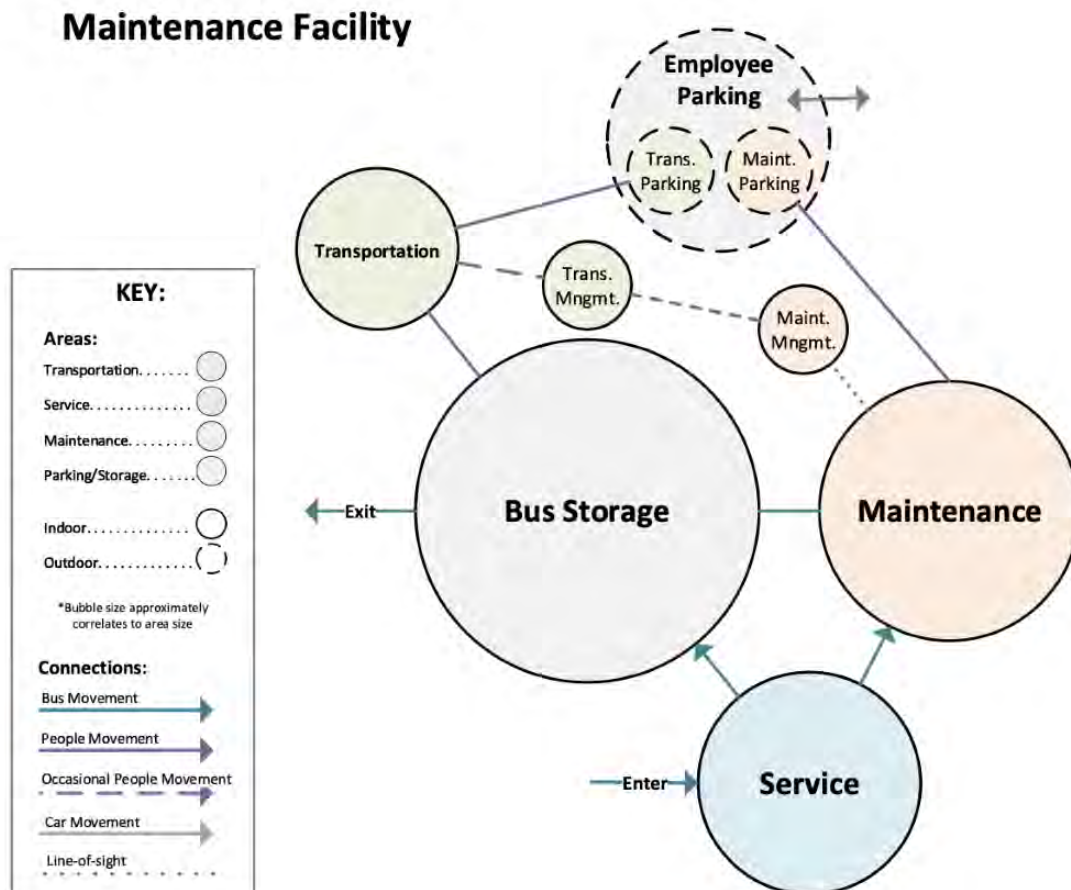 Maintenance Facility
Employee
Parking
Trans.
Parking
Maint.
Parking
Transportation
Trans.
Mngmt.
Maint.
Mngmt.
KEY:
Areas:
Transportation.......
Service..............
Maintenance..........
Parking/Storage.......
Indoor...............
Outdoor.............
*Bubble size approximately
correlates to area size
Connections:
Bus Movement
People Movement
Occasional People Movement
Car Movement
Line-of-sight
Exit
Bus Storage
Maintenance
Enter
Service